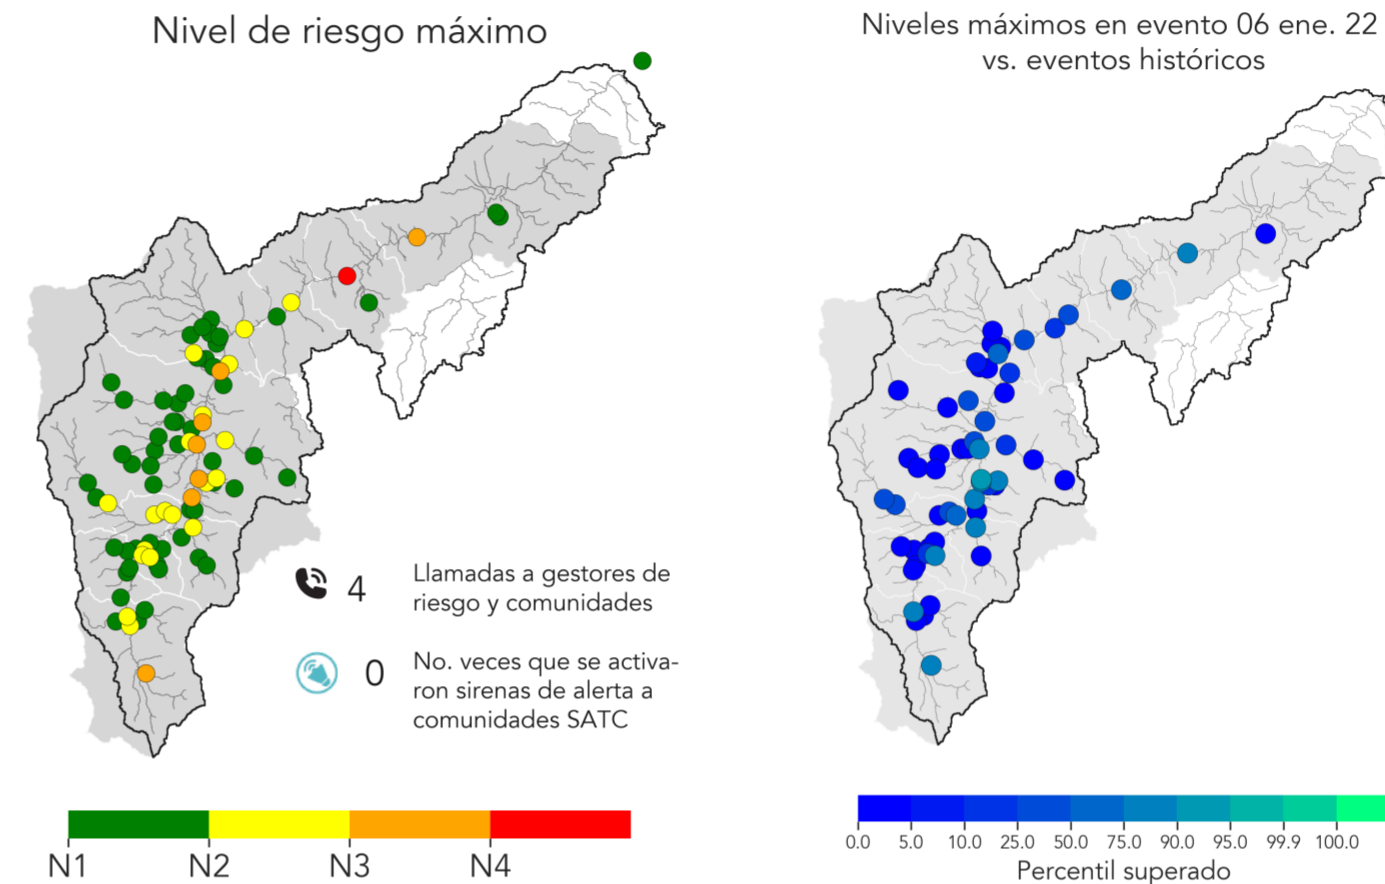 Nivel de riesgo máximo
4
Llamadas a gestores de
riesgo y comunidades
0
No. veces que se activa-
ron sirenas de alerta a
comunidades SATC
N1 N2 N3 N4
Niveles máximos en evento 06 ene. 22
vs. eventos históricos
0.0 5.0 10.0 25.0 50.0 75.0 90.0 95.0 99.9 100.0
Percentil superado